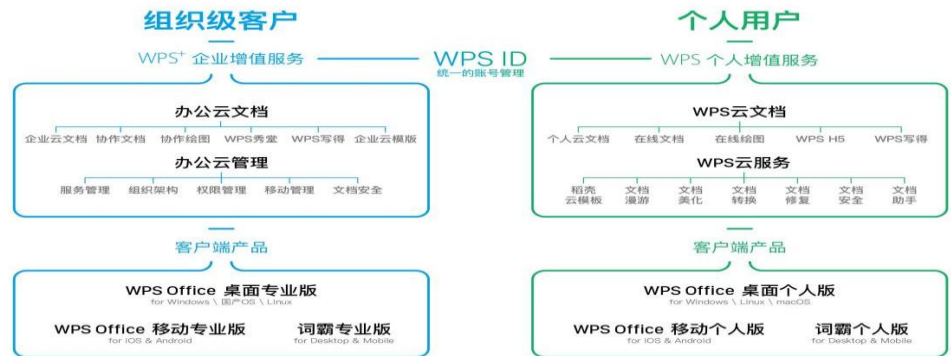 组织级客户
个人用户
WPS⁺ 企业增值服务
WPS ID
统一的账号管理
WPS 个人增值服务
办公云文档
企业云文档 协作文档 协作绘图 WPS秀堂 WPS写得 企业云模版
办公云管理
服务管理 组织架构 权限管理 移动管理 文档安全
WPS云文档
个人云文档 在线文档 在线绘图 WPS H5 WPS写得
WPS云服务
稻壳 文档 文档 文档 文档 文档 文档
云模板 漫游 美化 转换 修复 安全 助手
客户端产品
客户端产品
WPS Office 桌面专业版
for Windows \ 国产OS \ Linux
WPS Office 移动专业版 词霸专业版
for iOS & Android for Desktop & Mobile
WPS Office 桌面个人版
for Windows \ Linux \ macOS
WPS Office 移动个人版 词霸个人版
for iOS & Android for Desktop & Mobile